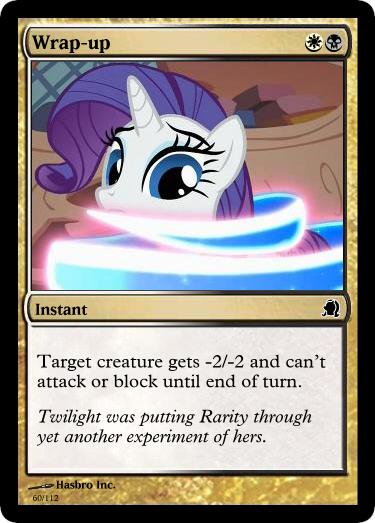 Wrap-up
Instant
Target creature gets -2/-2 and can't
attack or block until end of turn.
Twilight was putting Rarity through
yet another experiment of hers.
Hasbro Inc.
60/112